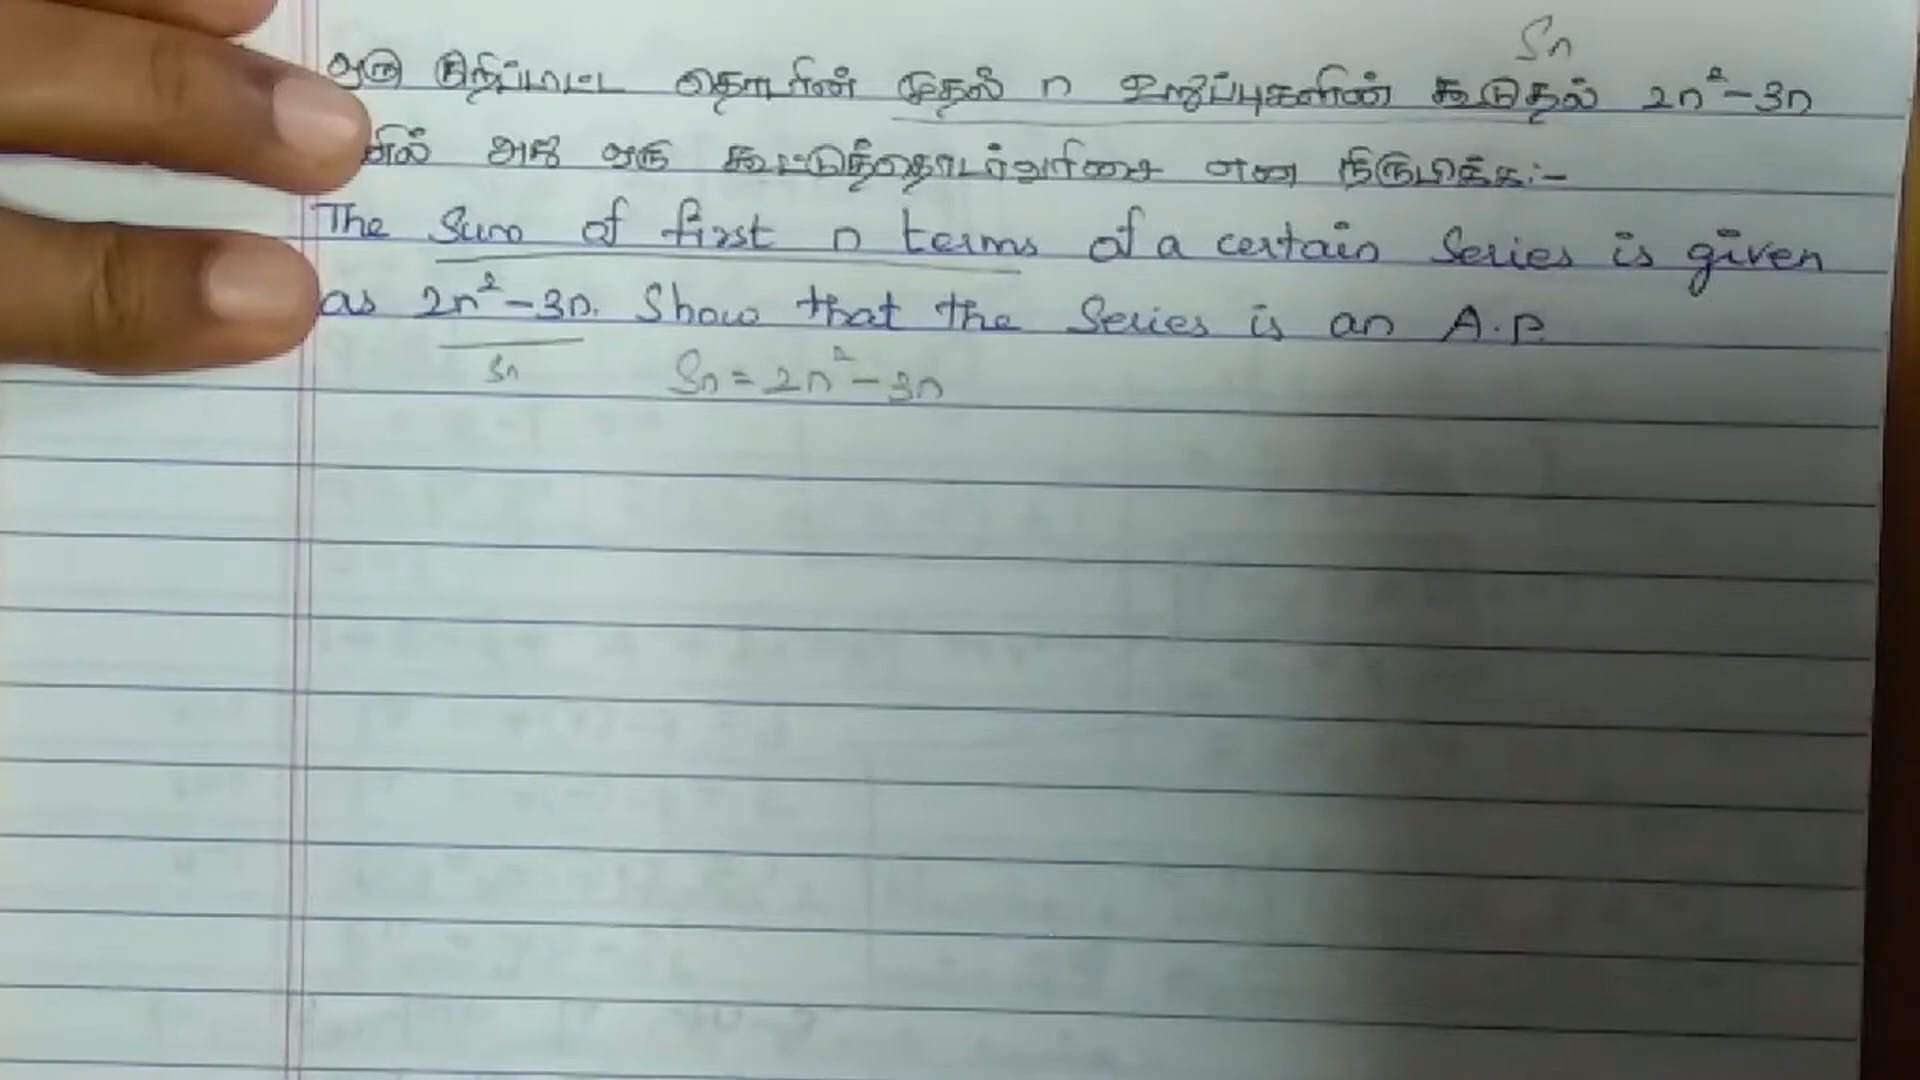 Sn
ஒரு குறிப்பிட்ட தொடரின் முதல் n உறுப்புகளின் கூடுதல் 2n² - 3n
னில் அது ஒரு கூட்டுத்தொடர்வரிசை என நிருபிக்க:-
The Sum of first n terms of a certain Series is given
as 2n² - 3n. Show that the Series is an A.P.
Sn Sn = 2n² - 3n